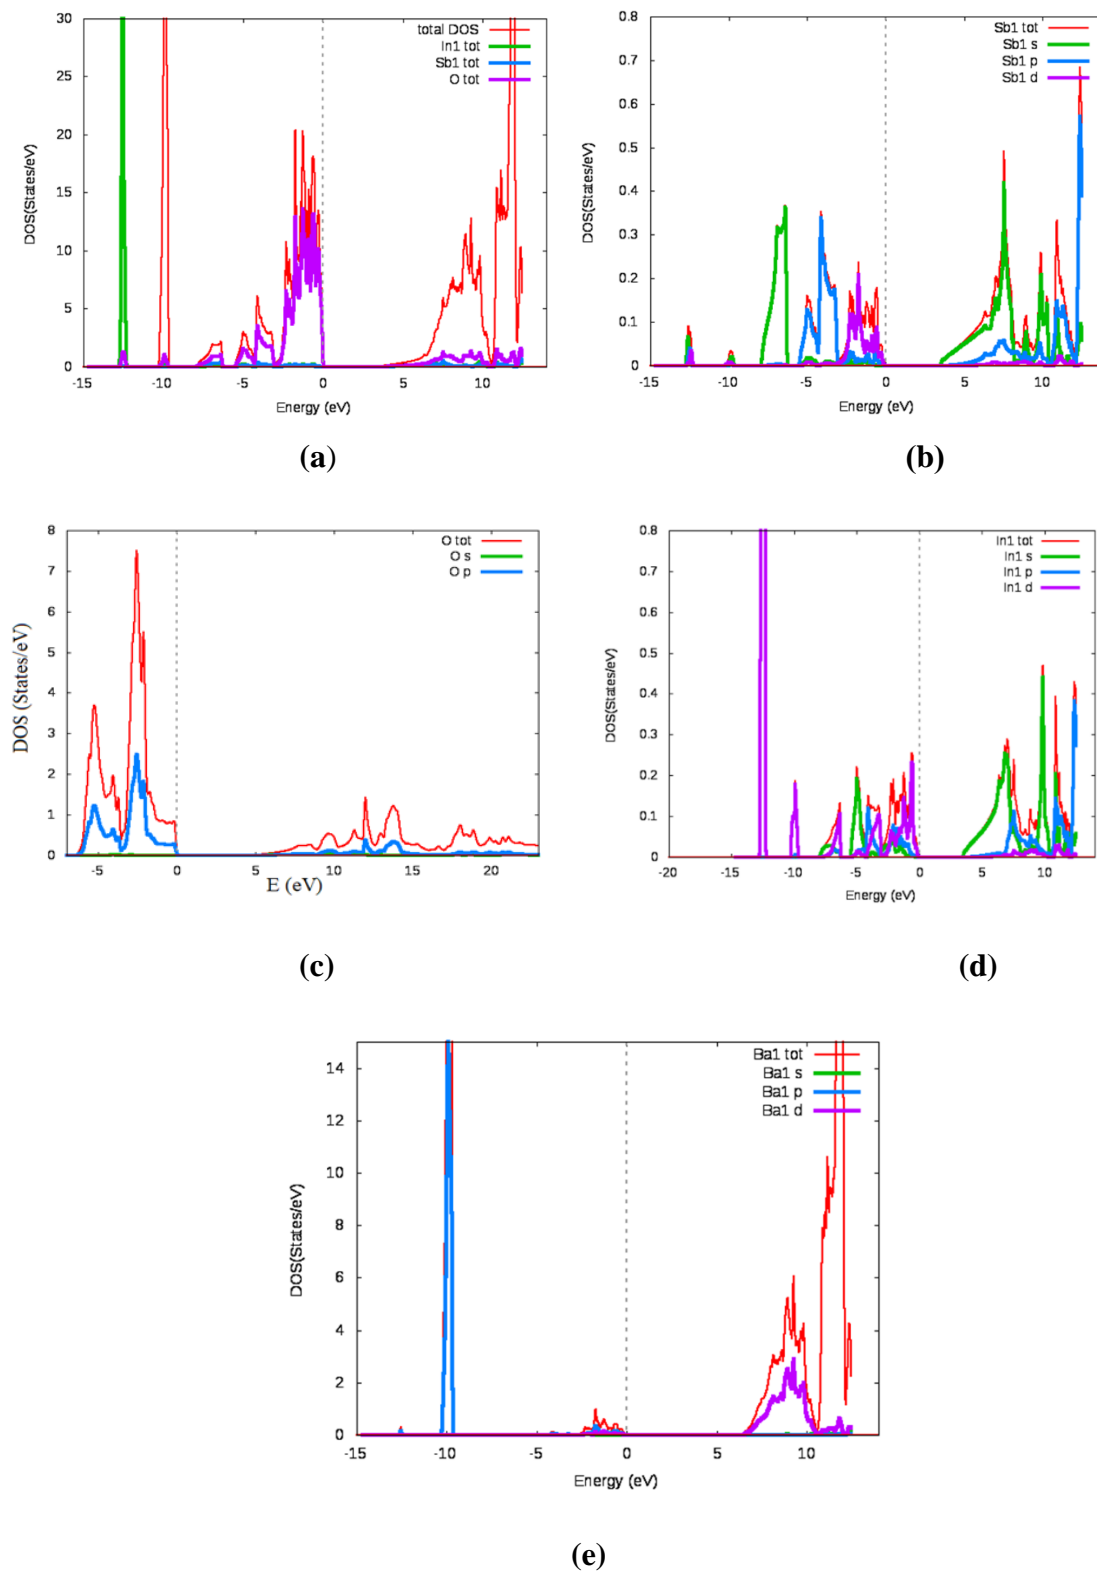 30
25
20
15
10
5
0
DOS(States/eV)
total DOS
In1 tot
Sb1 tot
O tot
-15 -10 -5 0 5 10
Energy (eV)
(a)
0.8
0.7
0.6
0.5
0.4
0.3
0.2
0.1
0
DOS(States/eV)
Sb1 tot
Sb1 s
Sb1 p
Sb1 d
-15 -10 -5 0 5 10
Energy (eV)
(b)
8
7
6
5
4
3
2
1
0
DOS (States/eV)
O tot
O s
O p
-5 0 5 10 15 20
E (eV)
(c)
0.8
0.7
0.6
0.5
0.4
0.3
0.2
0.1
0
DOS(States/eV)
In1 tot
In1 s
In1 p
In1 d
-20 -15 -10 -5 0 5 10
Energy (eV)
(d)
14
12
10
8
6
4
2
0
DOS(States/eV)
Ba1 tot
Ba1 s
Ba1 p
Ba1 d
-15 -10 -5 0 5 10
Energy (eV)
(e)